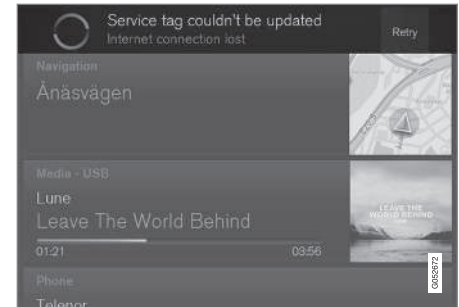 Service tag couldn't be updated
Internet connection lost
Retry
Navigation
Ånäsvägen
Media - USB
Lune
Leave The World Behind
01:21 03:56
LEAVE THE
WORLD BEHIND
Phone
Telenor
G052672